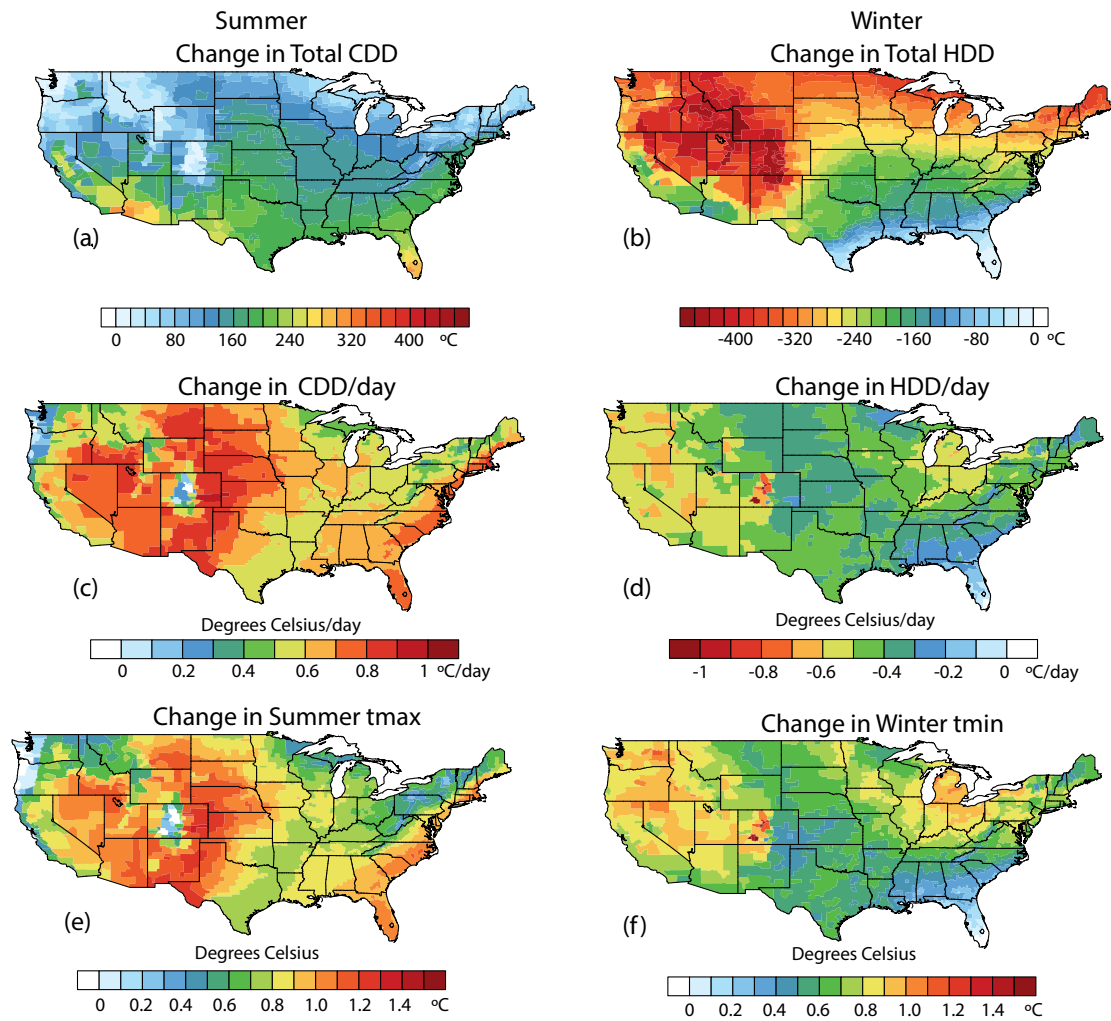 Summer
Winter
Change in Total CDD
Change in Total HDD
(a)
(b)
0 80 160 240 320 400 ºC
-400 -320 -240 -160 -80 0 ºC
Change in CDD/day
Change in HDD/day
(c)
(d)
Degrees Celsius/day
Degrees Celsius/day
0 0.2 0.4 0.6 0.8 1 ºC/day
-1 -0.8 -0.6 -0.4 -0.2 0 ºC/day
Change in Summer tmax
Change in Winter tmin
(e)
(f)
Degrees Celsius
Degrees Celsius
0 0.2 0.4 0.6 0.8 1.0 1.2 1.4 ºC
0 0.2 0.4 0.6 0.8 1.0 1.2 1.4 ºC